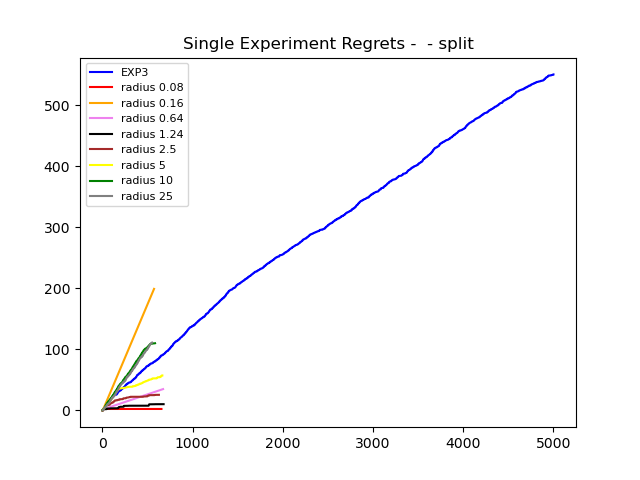 Single Experiment Regrets -  - split
EXP3
radius 0.08
radius 0.16
radius 0.64
radius 1.24
radius 2.5
radius 5
radius 10
radius 25
500
400
300
200
100
0
0 1000 2000 3000 4000 5000